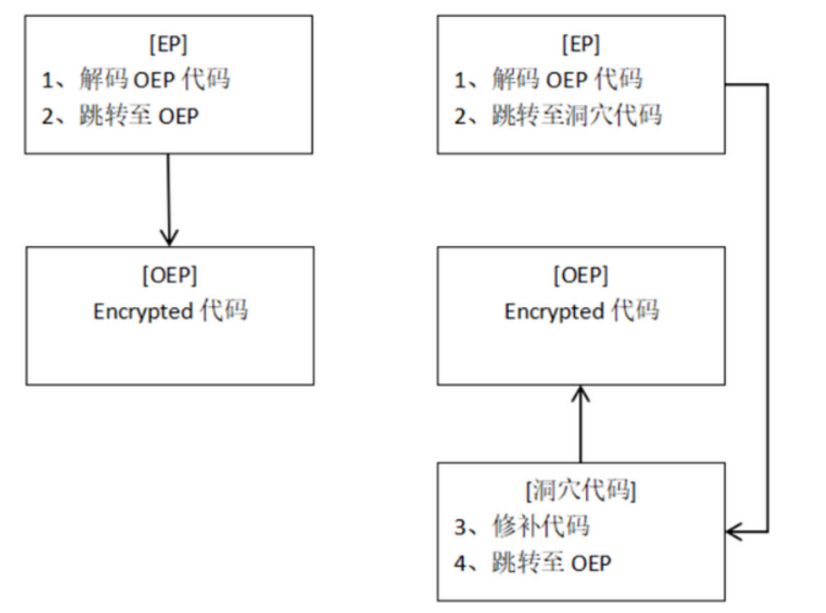 [EP]
1、解码 OEP 代码
2、跳转至 OEP
[OEP]
Encrypted 代码
[EP]
1、解码 OEP 代码
2、跳转至洞穴代码
[OEP]
Encrypted 代码
[洞穴代码]
3、修补代码
4、跳转至 OEP